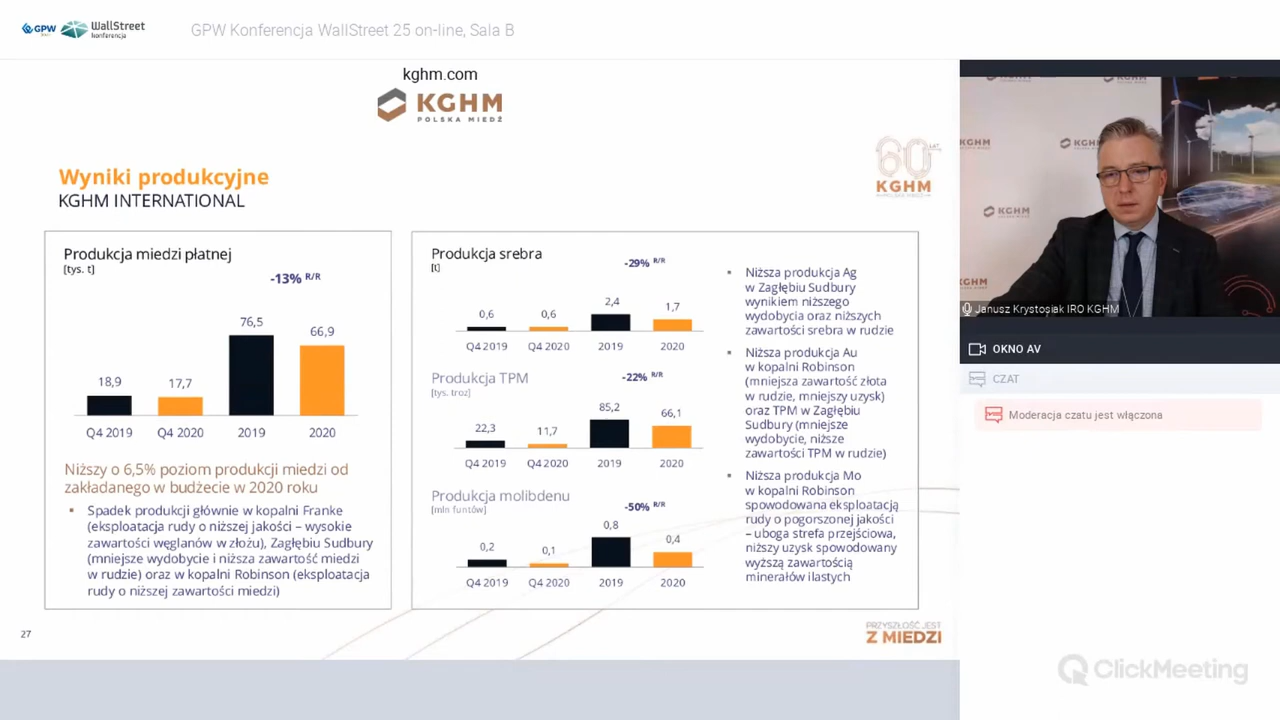 GPW
WallStreet
konferencja
GPW Konferencja WallStreet 25 on-line, Sala B
kghm.com
KGHM
POLSKA MIEDŹ
60 LAT
KGHM
Wyniki produkcyjne
KGHM INTERNATIONAL
Produkcja miedzi płatnej
[tys. t]
-13% R/R
18,9
17,7
76,5
66,9
Q4 2019
Q4 2020
2019
2020
Niższy o 6,5% poziom produkcji miedzi od
zakładanego w budżecie w 2020 roku
▪ Spadek produkcji głównie w kopalni Franke
(eksploatacja rudy o niższej jakości – wysokie
zawartości węglanów w złożu), Zagłębiu Sudbury
(mniejsze wydobycie i niższa zawartość miedzi
w rudzie) oraz w kopalni Robinson (eksploatacja
rudy o niższej zawartości miedzi)
Produkcja srebra
[t]
-29% R/R
0,6
0,6
2,4
1,7
Q4 2019
Q4 2020
2019
2020
Produkcja TPM
[tys. troz]
-22% R/R
22,3
11,7
85,2
66,1
Q4 2019
Q4 2020
2019
2020
Produkcja molibdenu
[mln funtów]
-50% R/R
0,2
0,1
0,8
0,4
Q4 2019
Q4 2020
2019
2020
▪ Niższa produkcja Ag
w Zagłębiu Sudbury
wynikiem niższego
wydobycia oraz niższych
zawartości srebra w rudzie
▪ Niższa produkcja Au
w kopalni Robinson
(mniejsza zawartość złota
w rudzie, mniejszy uzysk)
oraz TPM w Zagłębiu
Sudbury (mniejsze
wydobycie, niższe
zawartości TPM w rudzie)
▪ Niższa produkcja Mo
w kopalni Robinson
spowodowana eksploatacją
rudy o pogorszonej jakości
– uboga strefa przejściowa,
niższy uzysk spowodowany
wyższą zawartością
minerałów ilastych
27
PRZYSZŁOŚĆ JEST
Z MIEDZI
KGHM
KGHM
KGHM
KGHM
Janusz Krystosiak IRO KGHM
OKNO AV
CZAT
Moderacja czatu jest włączona
ClickMeeting